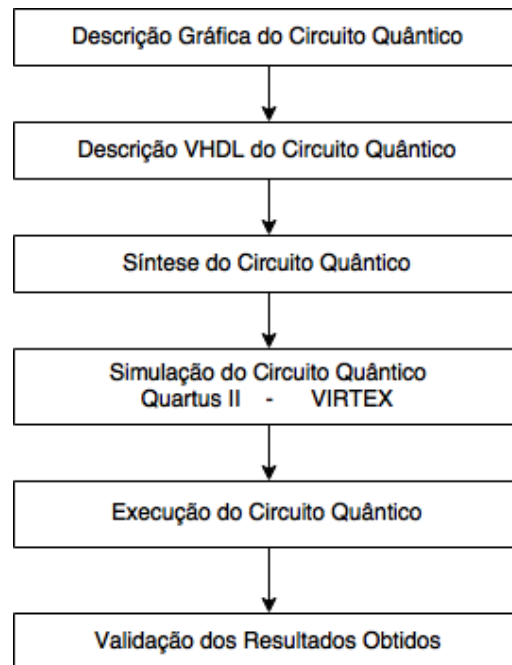 Descrição Gráfica do Circuito Quântico
Descrição VHDL do Circuito Quântico
Síntese do Circuito Quântico
Simulação do Circuito Quântico
Quartus II - VIRTEX
Execução do Circuito Quântico
Validação dos Resultados Obtidos